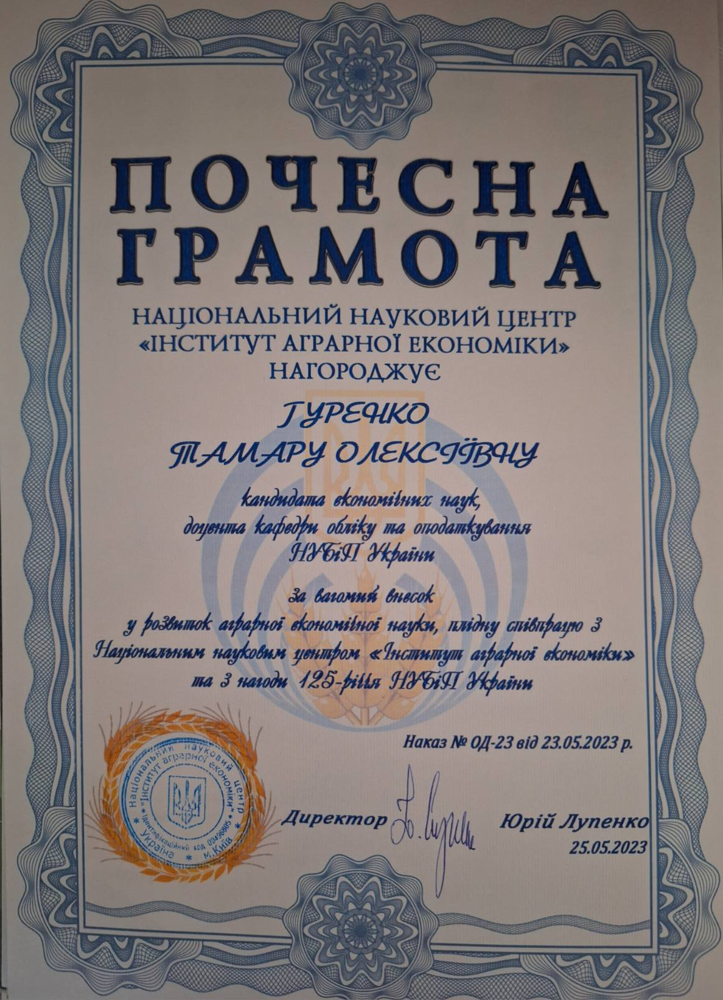 ПОЧЕСНА
ГРАМОТА
НАЦІОНАЛЬНИЙ НАУКОВИЙ ЦЕНТР
«ІНСТИТУТ АГРАРНОЇ ЕКОНОМІКИ»
НАГОРОДЖУЄ
ГУРЕНКО
ТАМАРУ ОЛЕКСІЇВНУ
кандидата економічних наук,
доцента кафедри обліку та оподаткування
НУБіП України
За вагомий внесок
у розвиток аграрної економічної науки, плідну співпрацю з
Національним науковим центром «Інститут аграрної економіки»
та з нагоди 125-річчя НУБіП України
Наказ № ОД-23 від 23.05.2023 р.
Національний науковий центр
"Інститут аграрної економіки"
Ідентифікаційний код 00496805
Україна * м.Київ
Директор
Юрій Лупенко
25.05.2023